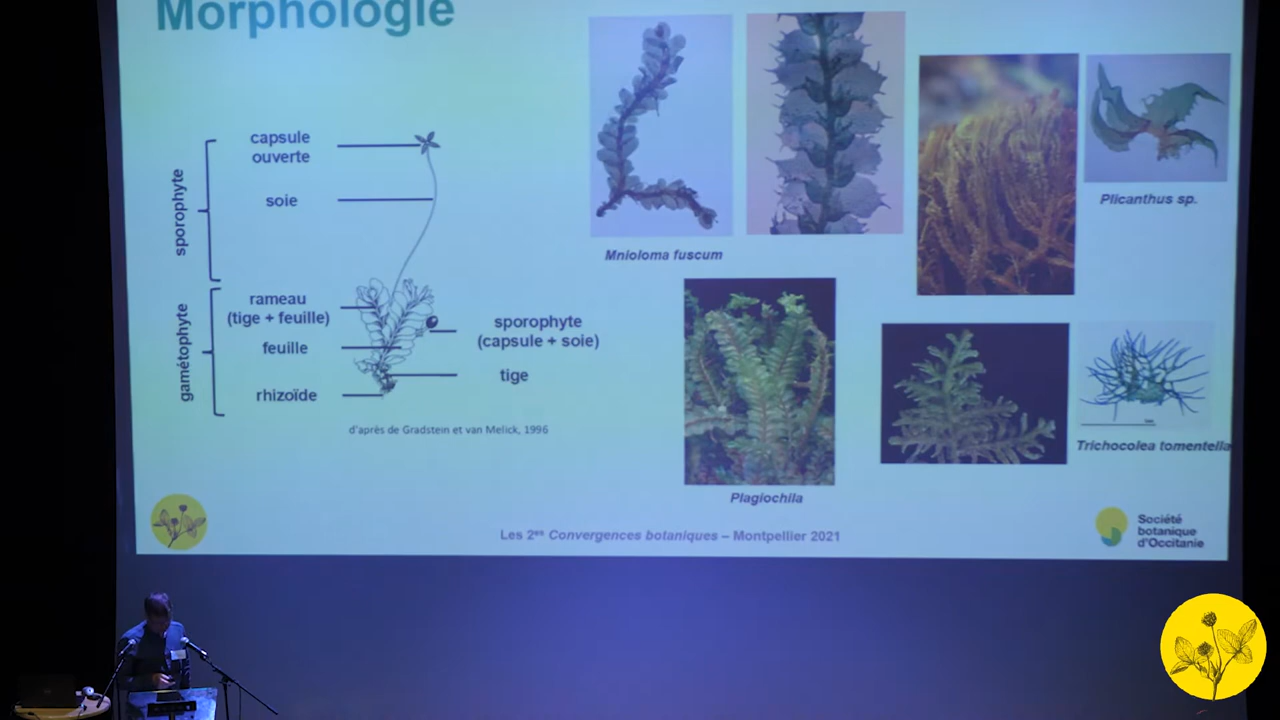 Morphologie
sporophyte
capsule
ouverte
soie
gamétophyte
rameau
(tige + feuille)
feuille
rhizoïde
sporophyte
(capsule + soie)
tige
d'après de Gradstein et van Melick, 1996
Mnioloma fuscum
Plicanthus sp.
Plagiochila
Trichocolea tomentella
Les 2es Convergences botaniques – Montpellier 2021
Société
botanique
d'Occitanie